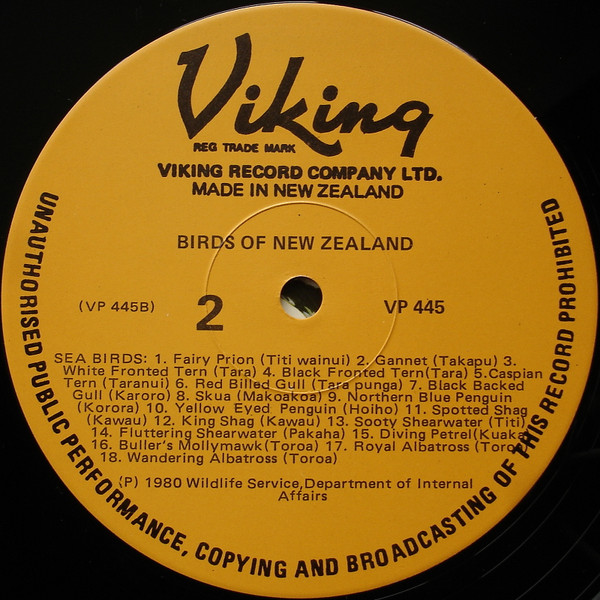 Viking
REG TRADE MARK
VIKING RECORD COMPANY LTD.
MADE IN NEW ZEALAND
BIRDS OF NEW ZEALAND
(VP 445B)
2
VP 445
SEA BIRDS: 1. Fairy Prion (Titi wainui) 2. Gannet (Takapu) 3.
White Fronted Tern (Tara) 4. Black Fronted Tern(Tara) 5.Caspian
Tern (Taranui) 6. Red Billed Gull (Tara punga) 7. Black Backed
Gull (Karoro) 8. Skua (Makoakoa) 9. Northern Blue Penguin
(Korora) 10. Yellow Eyed Penguin (Hoiho) 11. Spotted Shag
(Kawau) 12. King Shag (Kawau) 13. Sooty Shearwater (Titi)
14. Fluttering Shearwater (Pakaha) 15. Diving Petrel(Kuaka
16. Buller's Mollymawk(Toroa) 17. Royal Albatross (Toroa
18. Wandering Albatross (Toroa)
(P) 1980 Wildlife Service,Department of Internal
Affairs
UNAUTHORISED PUBLIC PERFORMANCE, COPYING AND BROADCASTING OF THIS RECORD PROHIBITED